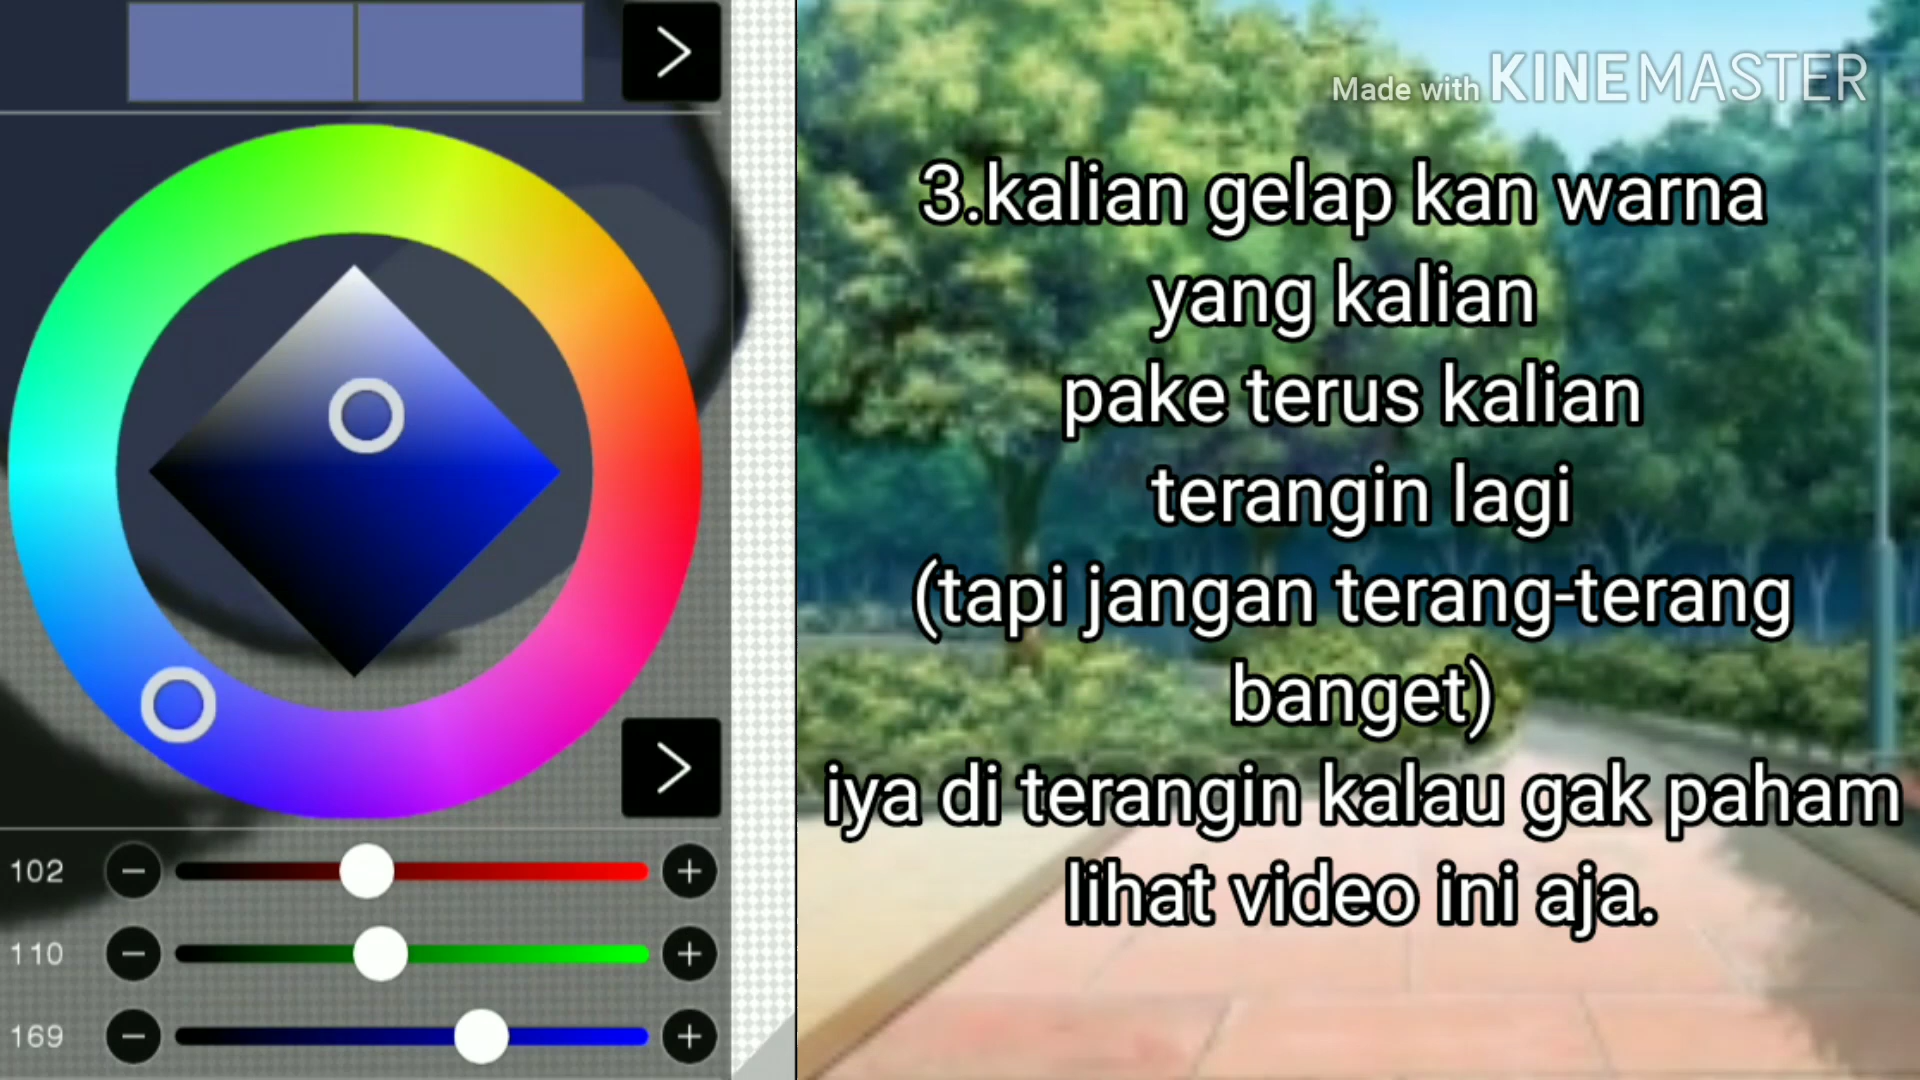 Made with KINEMASTER
3.kalian gelap kan warna
yang kalian
pake terus kalian
terangin lagi
(tapi jangan terang-terang
banget)
iya di terangin kalau gak paham
lihat video ini aja.
102
110
169